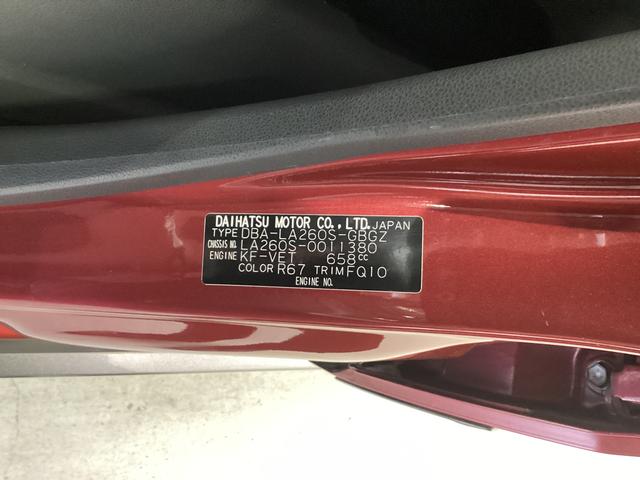 DAIHATSU MOTOR CO., LTD. JAPAN
TYPE DBA-LA260S-GBGZ
CHASSIS NO. LA260S-0011380
ENGINE KF-VET 658cc
COLOR R67 TRIM FQ10
ENGINE NO.